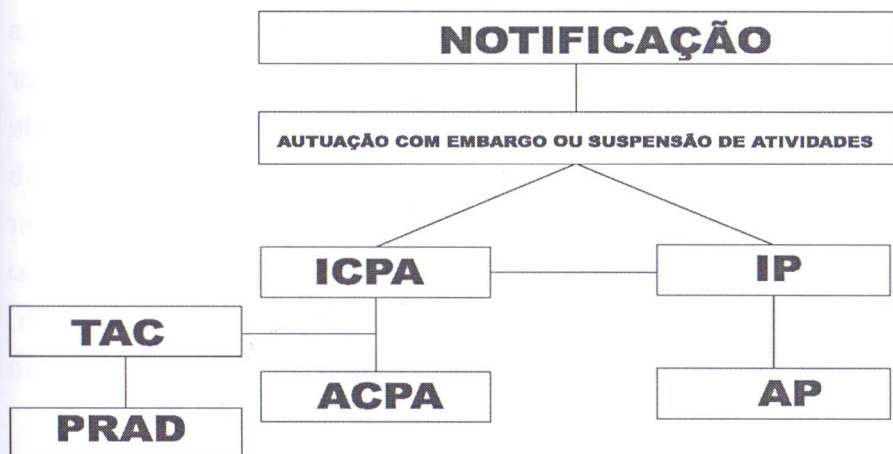 NOTIFICAÇÃO
AUTUAÇÃO COM EMBARGO OU SUSPENSÃO DE ATIVIDADES
ICPA
IP
TAC
ACPA
AP
PRAD